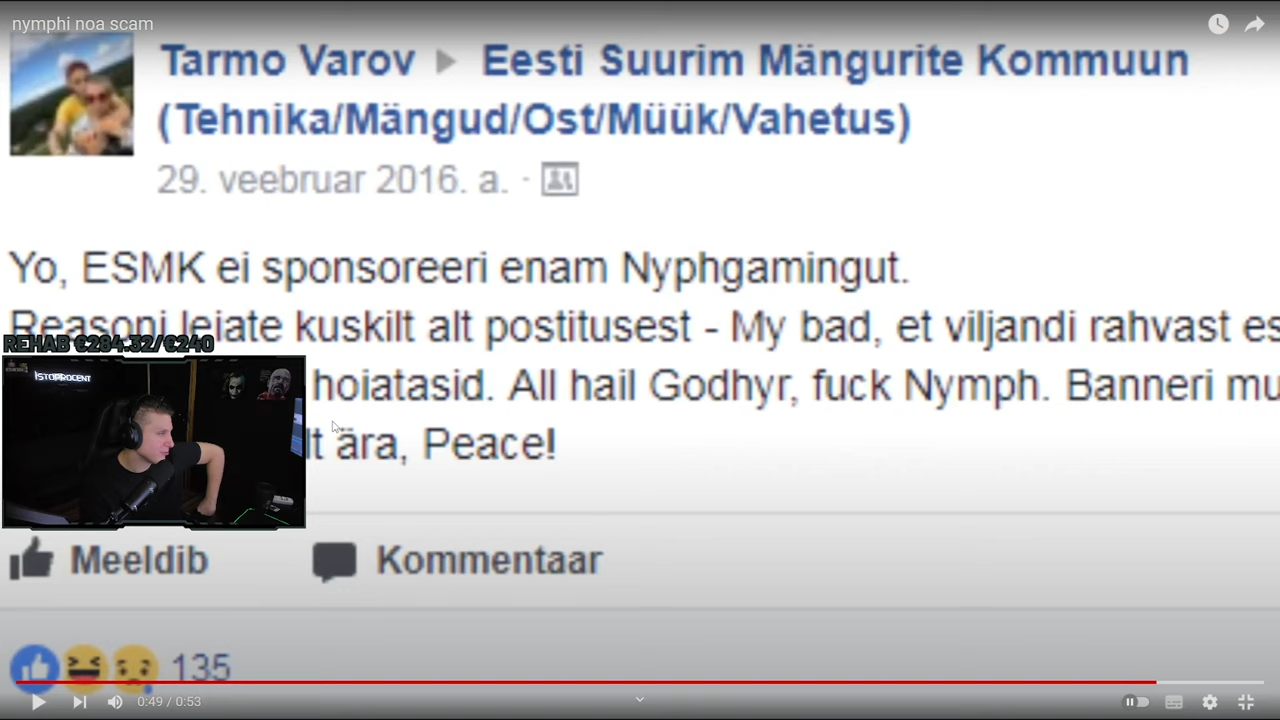 nymphi noa scam
Tarmo Varov ▶ Eesti Suurim Mängurite Kommuun
(Tehnika/Mängud/Ost/Müük/Vahetus)
29. veebruar 2016. a. ·
Yo, ESMK ei sponsoreeri enam Nyphgamingut.
Reasoni leiate kuskilt alt postitusest - My bad, et viljandi rahvast es
REHAB €284.32/€240
1STOPROCENT
hoiatasid. All hail Godhyr, fuck Nymph. Banneri mu
lt ära, Peace!
Meeldib Kommentaar
135
0:49 / 0:53